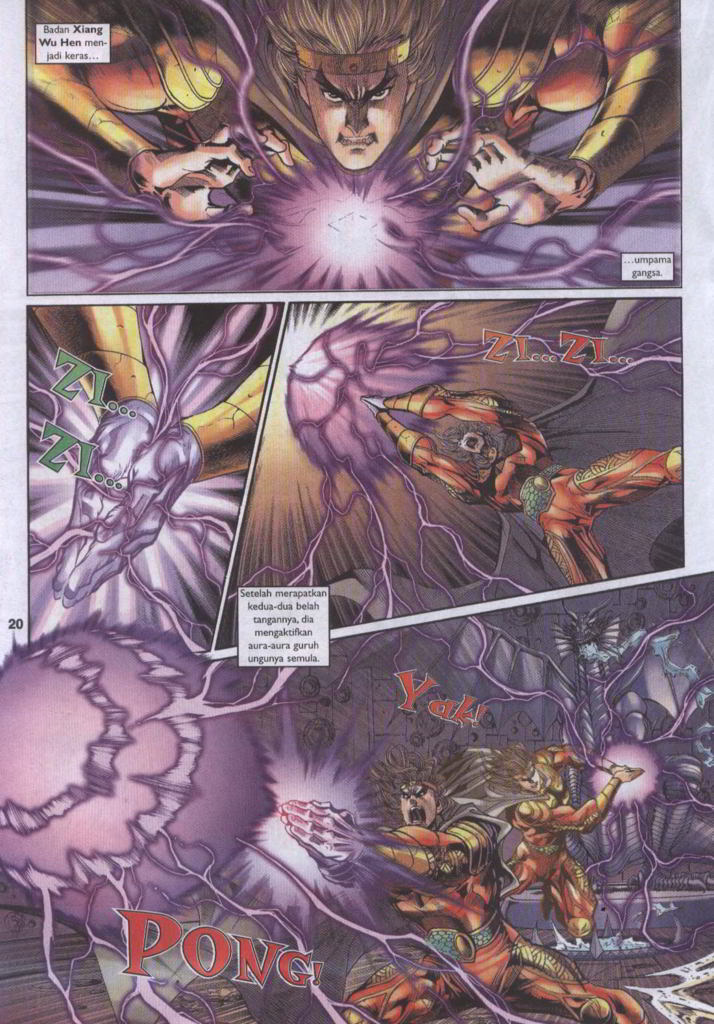 Badan Xiang
Wu Hen men-
jadi keras...
...umpama
gangsa.
ZI...
ZI...
ZI...ZI...
Setelah merapatkan
kedua-dua belah
tangannya, dia
mengaktifkan
aura-aura guruh
ungunya semula.
20
Yak!
PONG!